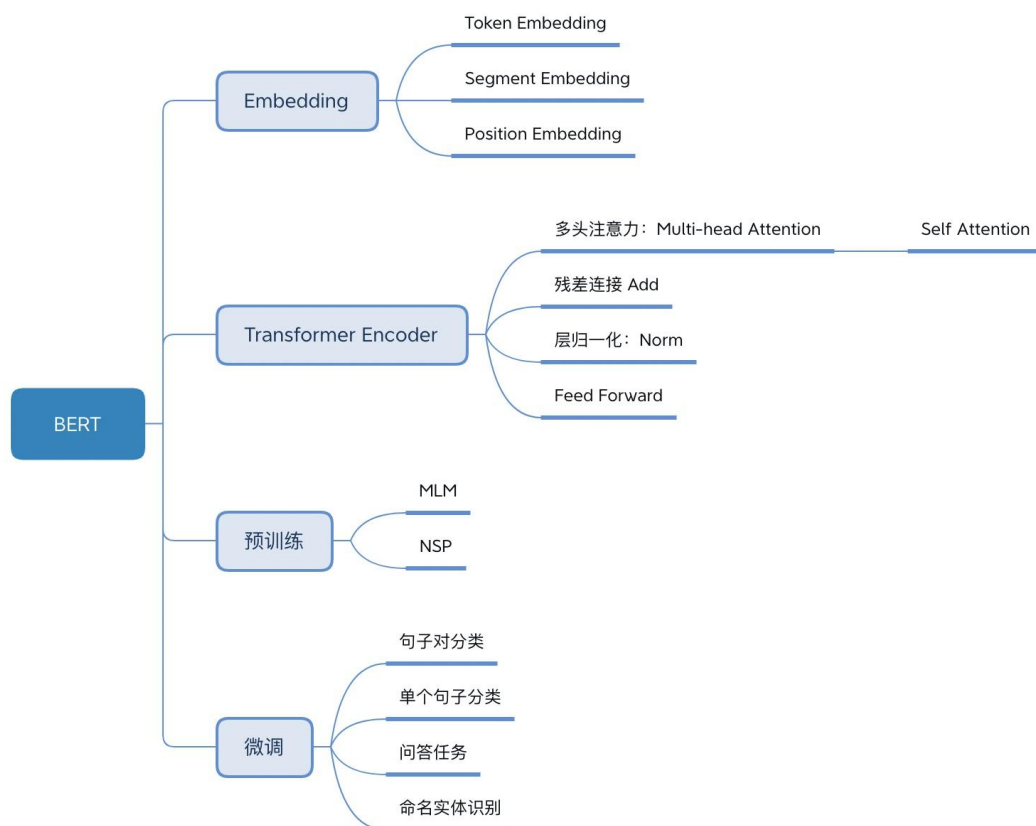 BERT
Embedding
Token Embedding
Segment Embedding
Position Embedding
Transformer Encoder
多头注意力：Multi-head Attention
Self Attention
残差连接 Add
层归一化：Norm
Feed Forward
预训练
MLM
NSP
微调
句子对分类
单个句子分类
问答任务
命名实体识别